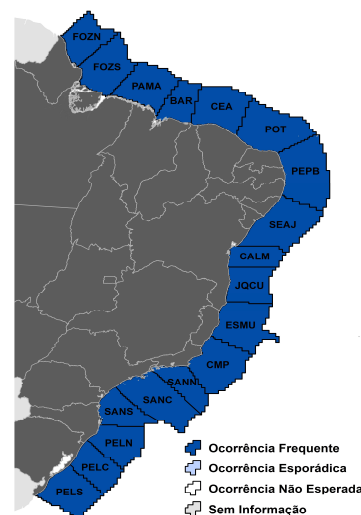 FOZN
FOZS
PAMA
BAR
CEA
POT
PEPB
SEAJ
CALM
JQCU
ESMU
CMP
SANN
SANC
SANS
PELN
PELC
PELS
Ocorrência Frequente
Ocorrência Esporádica
Ocorrência Não Esperada
Sem Informação